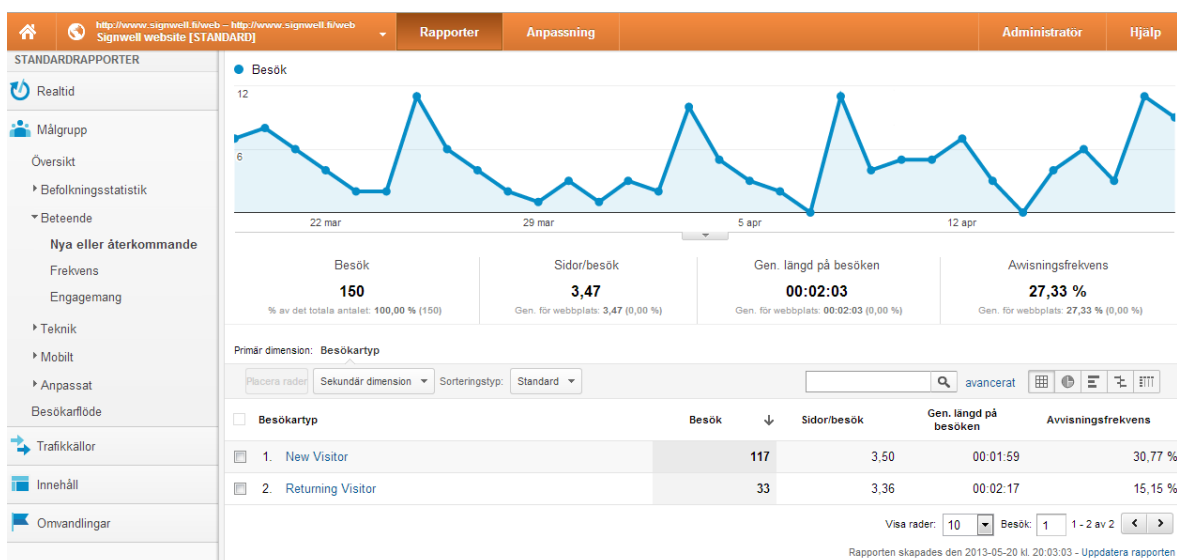 http://www.signwell.fi/web – http://www.signwell.fi/web
Signwell website [STANDARD]
Rapporter
Anpassning
Administratör
Hjälp
STANDARDRAPPORTER
Realtid
Målgrupp
Översikt
Befolkningsstatistik
Beteende
Nya eller återkommande
Frekvens
Engagemang
Teknik
Mobilt
Anpassat
Besökarflöde
Trafikkällor
Innehåll
Omvandlingar
Besök
12
6
22 mar 29 mar 5 apr 12 apr
Besök
150
% av det totala antalet: 100,00 % (150)
Sidor/besök
3,47
Gen. för webbplats: 3,47 (0,00 %)
Gen. längd på besöken
00:02:03
Gen. för webbplats: 00:02:03 (0,00 %)
Avvisningsfrekvens
27,33 %
Gen. för webbplats: 27,33 % (0,00 %)
Primär dimension: Besökartyp
Placera rader Sekundär dimension Sorteringstyp: Standard avancerat
Besökartyp Besök Sidor/besök Gen. längd på besöken Avvisningsfrekvens
1. New Visitor 117 3,50 00:01:59 30,77 %
2. Returning Visitor 33 3,36 00:02:17 15,15 %
Visa rader: 10 Besök: 1 1 - 2 av 2
Rapporten skapades den 2013-05-20 kl. 20:03:03 - Uppdatera rapporten